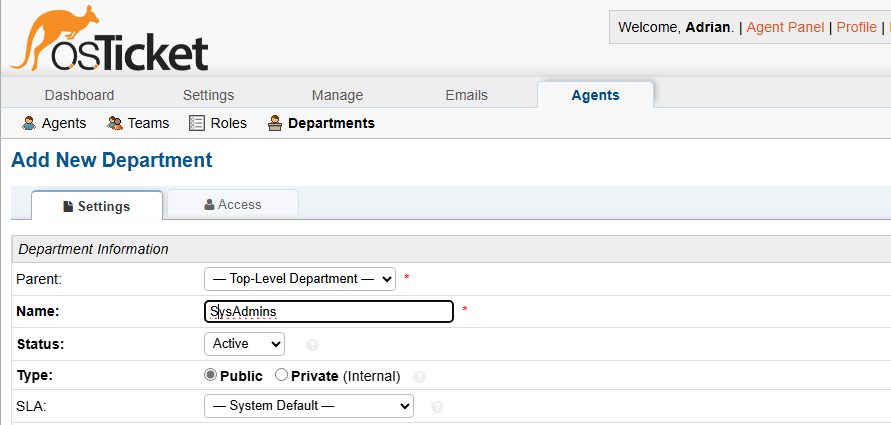 osTicket
Welcome, Adrian. | Agent Panel | Profile |
Dashboard Settings Manage Emails Agents
Agents Teams Roles Departments
Add New Department
Settings Access
Department Information
Parent: — Top-Level Department — *
Name: SysAdmins *
Status: Active ?
Type: Public Private (Internal) ?
SLA: — System Default — ?